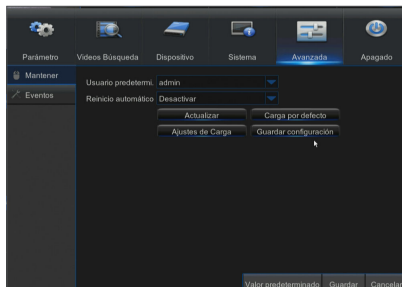 Parámetro Videos Búsqueda Dispositivo Sistema Avanzada Apagado
Mantener
Eventos
Usuario predetermi. admin
Reinicio automático Desactivar
Actualizar Carga por defecto
Ajustes de Carga Guardar configuración
Valor predeterminado Guardar Cancelar